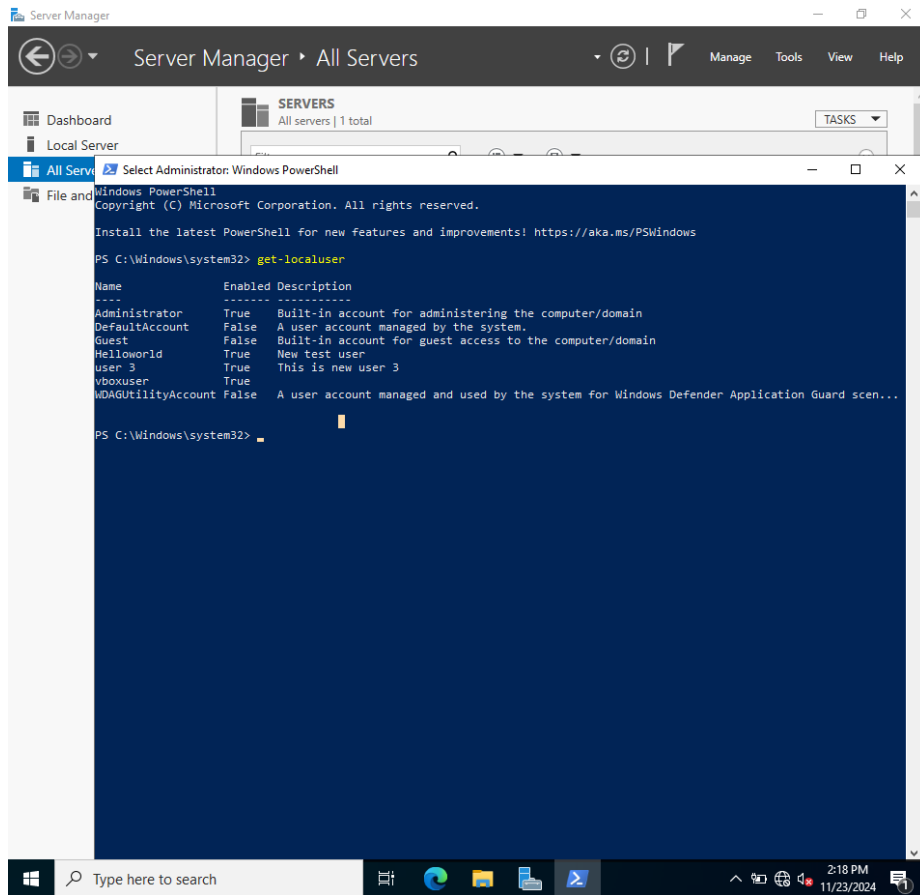 Server Manager
Server Manager ‣ All Servers
Manage Tools View Help
Dashboard
Local Server
All Serve
File and
SERVERS
All servers | 1 total
TASKS
Select Administrator: Windows PowerShell
Windows PowerShell
Copyright (C) Microsoft Corporation. All rights reserved.
Install the latest PowerShell for new features and improvements! https://aka.ms/PSWindows
PS C:\Windows\system32> get-localuser
Name Enabled Description
---- ------- -----------
Administrator True Built-in account for administering the computer/domain
DefaultAccount False A user account managed by the system.
Guest False Built-in account for guest access to the computer/domain
Helloworld True New test user
user 3 True This is new user 3
vboxuser True
WDAGUtilityAccount False A user account managed and used by the system for Windows Defender Application Guard scen...
PS C:\Windows\system32>
Type here to search
2:18 PM
11/23/2024
1